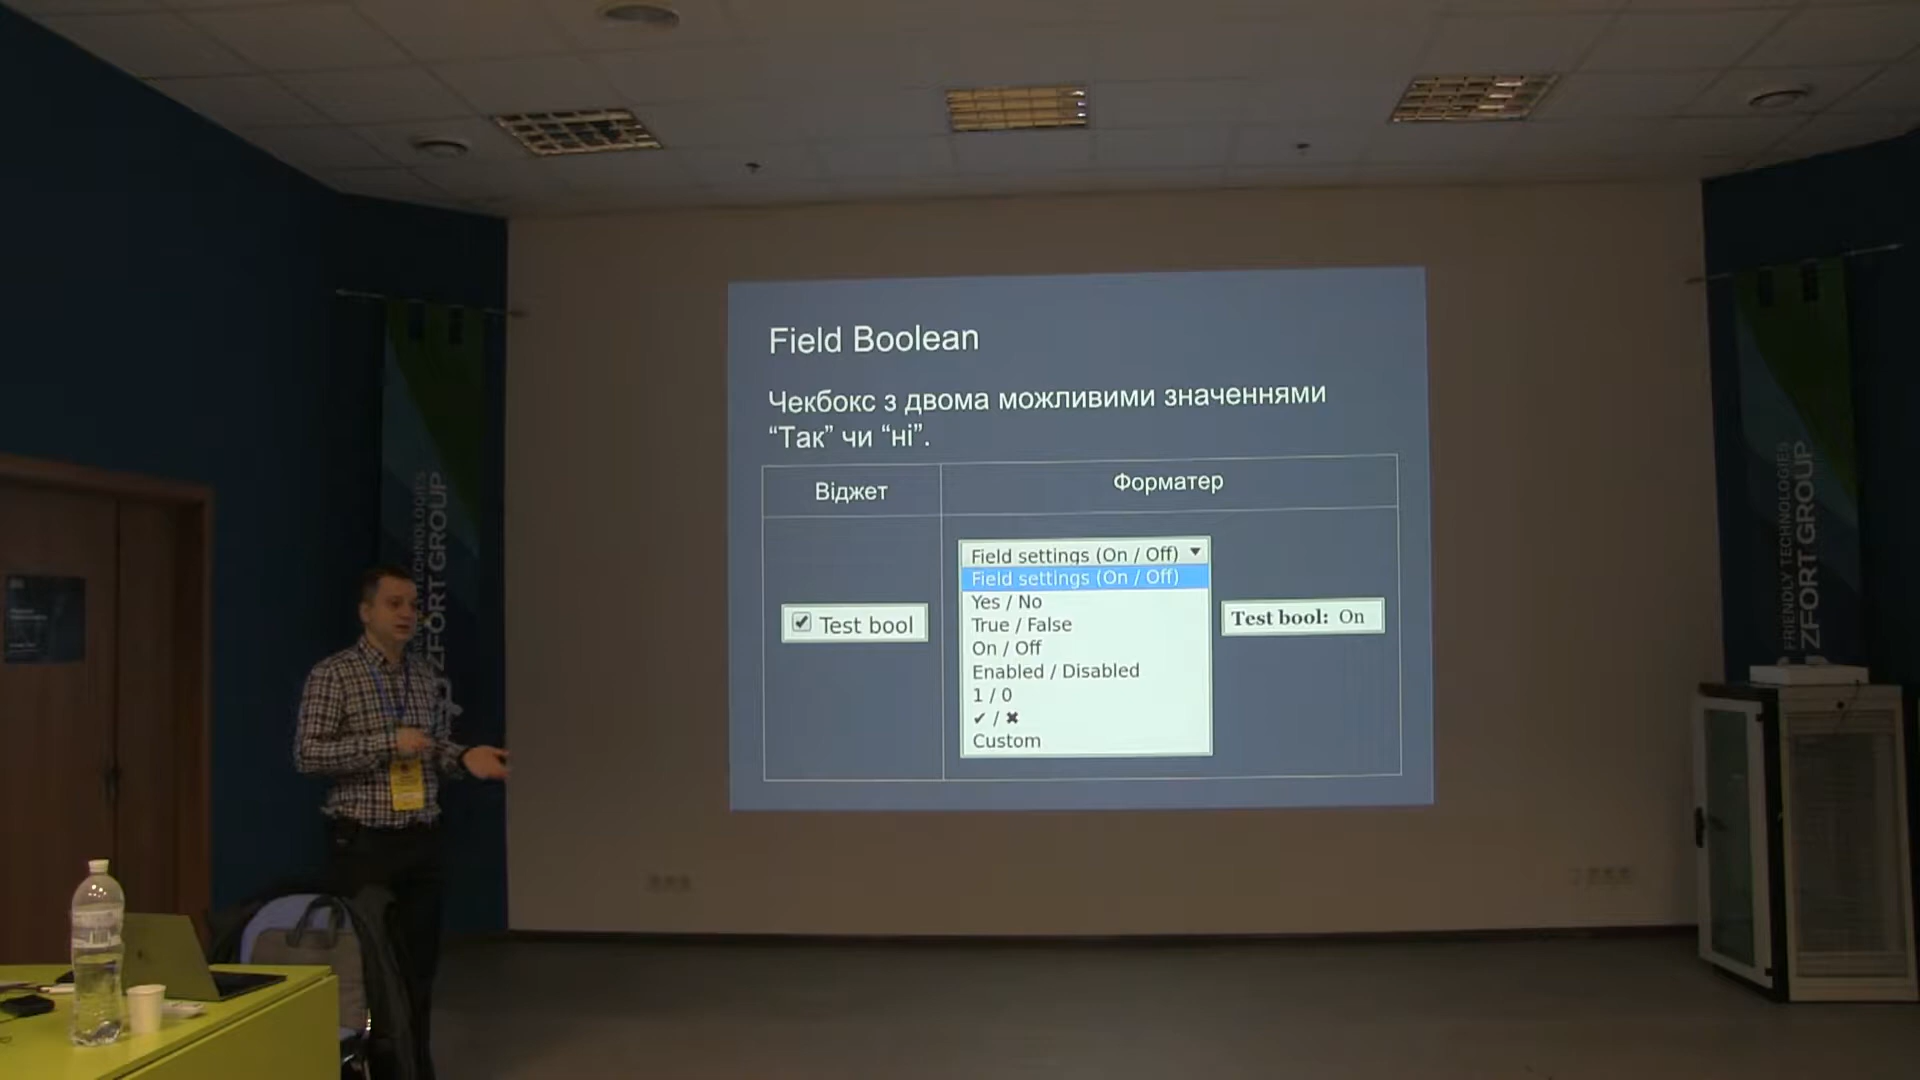 Field Boolean
Чекбокс з двома можливими значеннями
“Так” чи “ні”.
Віджет
Форматер
✔ Test bool
Field settings (On / Off) ▼
Field settings (On / Off)
Yes / No
True / False
On / Off
Enabled / Disabled
1 / 0
✔ / ✖
Custom
Test bool: On
FRIENDLY TECHNOLOGIES
ZFORT GROUP
FRIENDLY TECHNOLOGIES
ZFORT GROUP